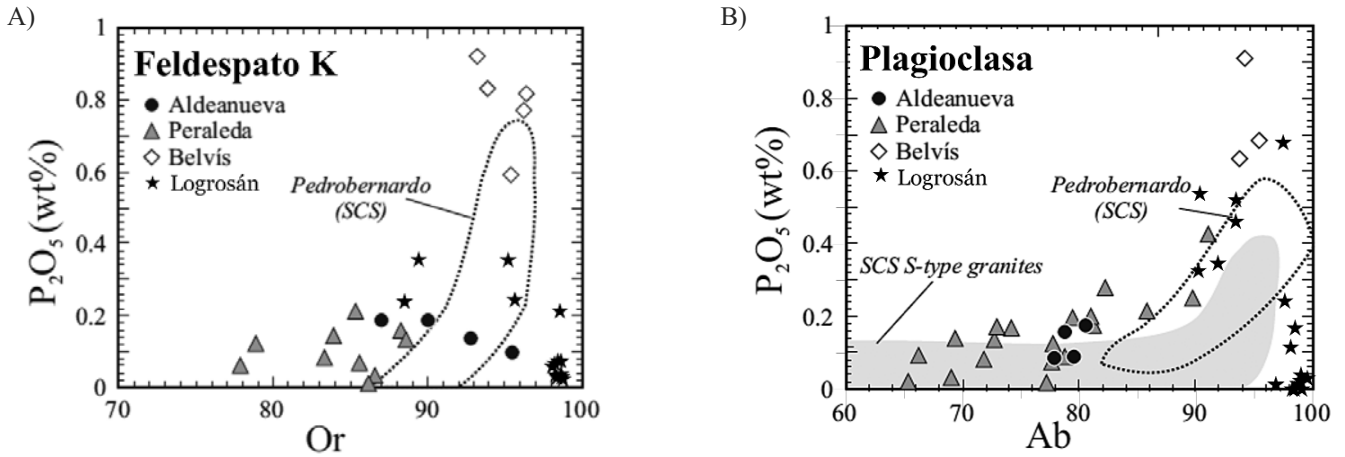 A)
1
0.8
0.6
0.4
0.2
0
P₂O₅ (wt%)
Feldespato K
Aldeanueva
Peraleda
Belvís
Logrosán
Pedrobernardo
(SCS)
70
80
90
100
Or
B)
1
0.8
0.6
0.4
0.2
0
P₂O₅ (wt%)
Plagioclasa
Aldeanueva
Peraleda
Belvís
Logrosán
Pedrobernardo
(SCS)
SCS S-type granites
60
70
80
90
100
Ab